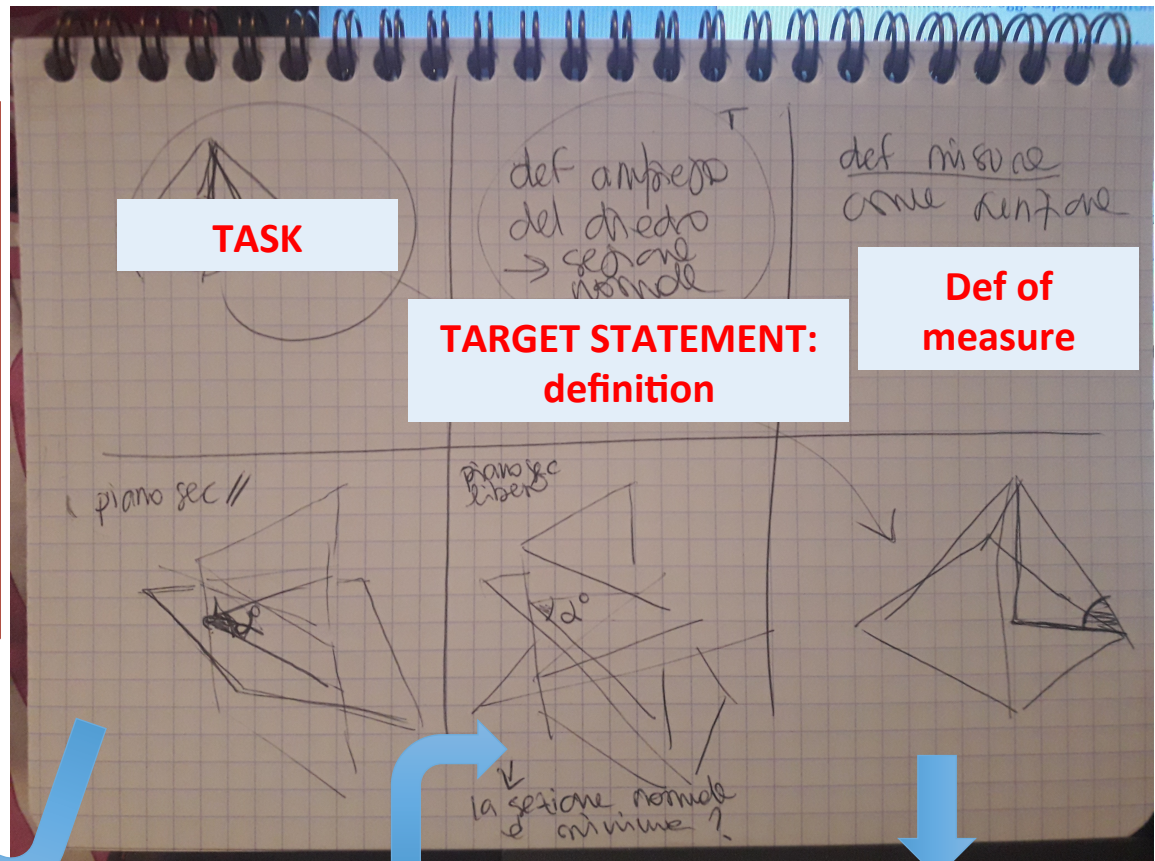 T
def ampiezza
del diedro
→ sezione
normale
def misura
come funzione
TASK
TARGET STATEMENT:
definition
Def of
measure
piano sec //
piano sec
libero
α°
α°
la sezione normale
è minima ?